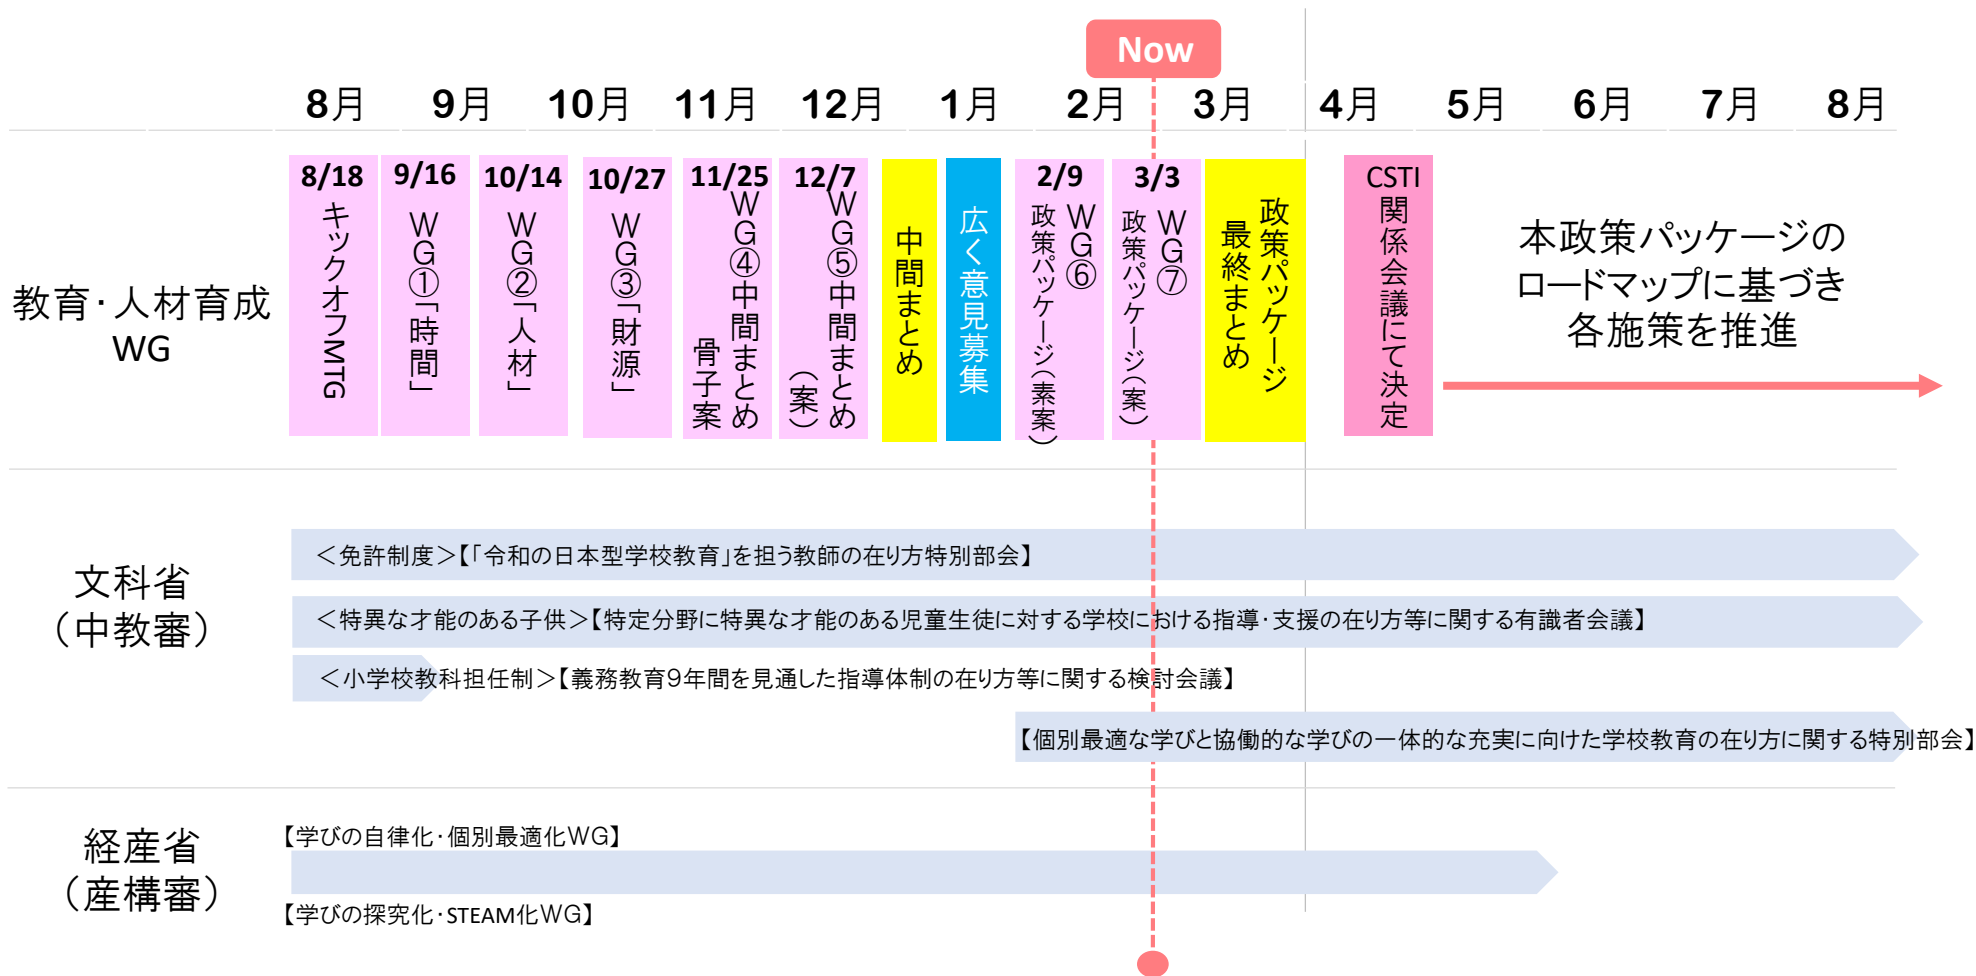 Now
8月 9月 10月 11月 12月 1月 2月 3月 4月 5月 6月 7月 8月
教育・人材育成
WG
8/18
キックオフMTG
9/16
WG①「時間」
10/14
WG②「人材」
10/27
WG③「財源」
11/25
WG④中間まとめ
骨子案
12/7
WG⑤中間まとめ
(案)
中間まとめ
広く意見募集
2/9
WG⑥
政策パッケージ(素案)
3/3
WG⑦
政策パッケージ(案)
政策パッケージ
最終まとめ
CSTI
関係会議にて決定
本政策パッケージの
ロードマップに基づき
各施策を推進
文科省
(中教審)
<免許制度>【「令和の日本型学校教育」を担う教師の在り方特別部会】
<特異な才能のある子供>【特定分野に特異な才能のある児童生徒に対する学校における指導・支援の在り方等に関する有識者会議】
<小学校教科担任制>【義務教育9年間を見通した指導体制の在り方等に関する検討会議】
【個別最適な学びと協働的な学びの一体的な充実に向けた学校教育の在り方に関する特別部会】
経産省
(産構審)
【学びの自律化・個別最適化WG】
【学びの探究化・STEAM化WG】